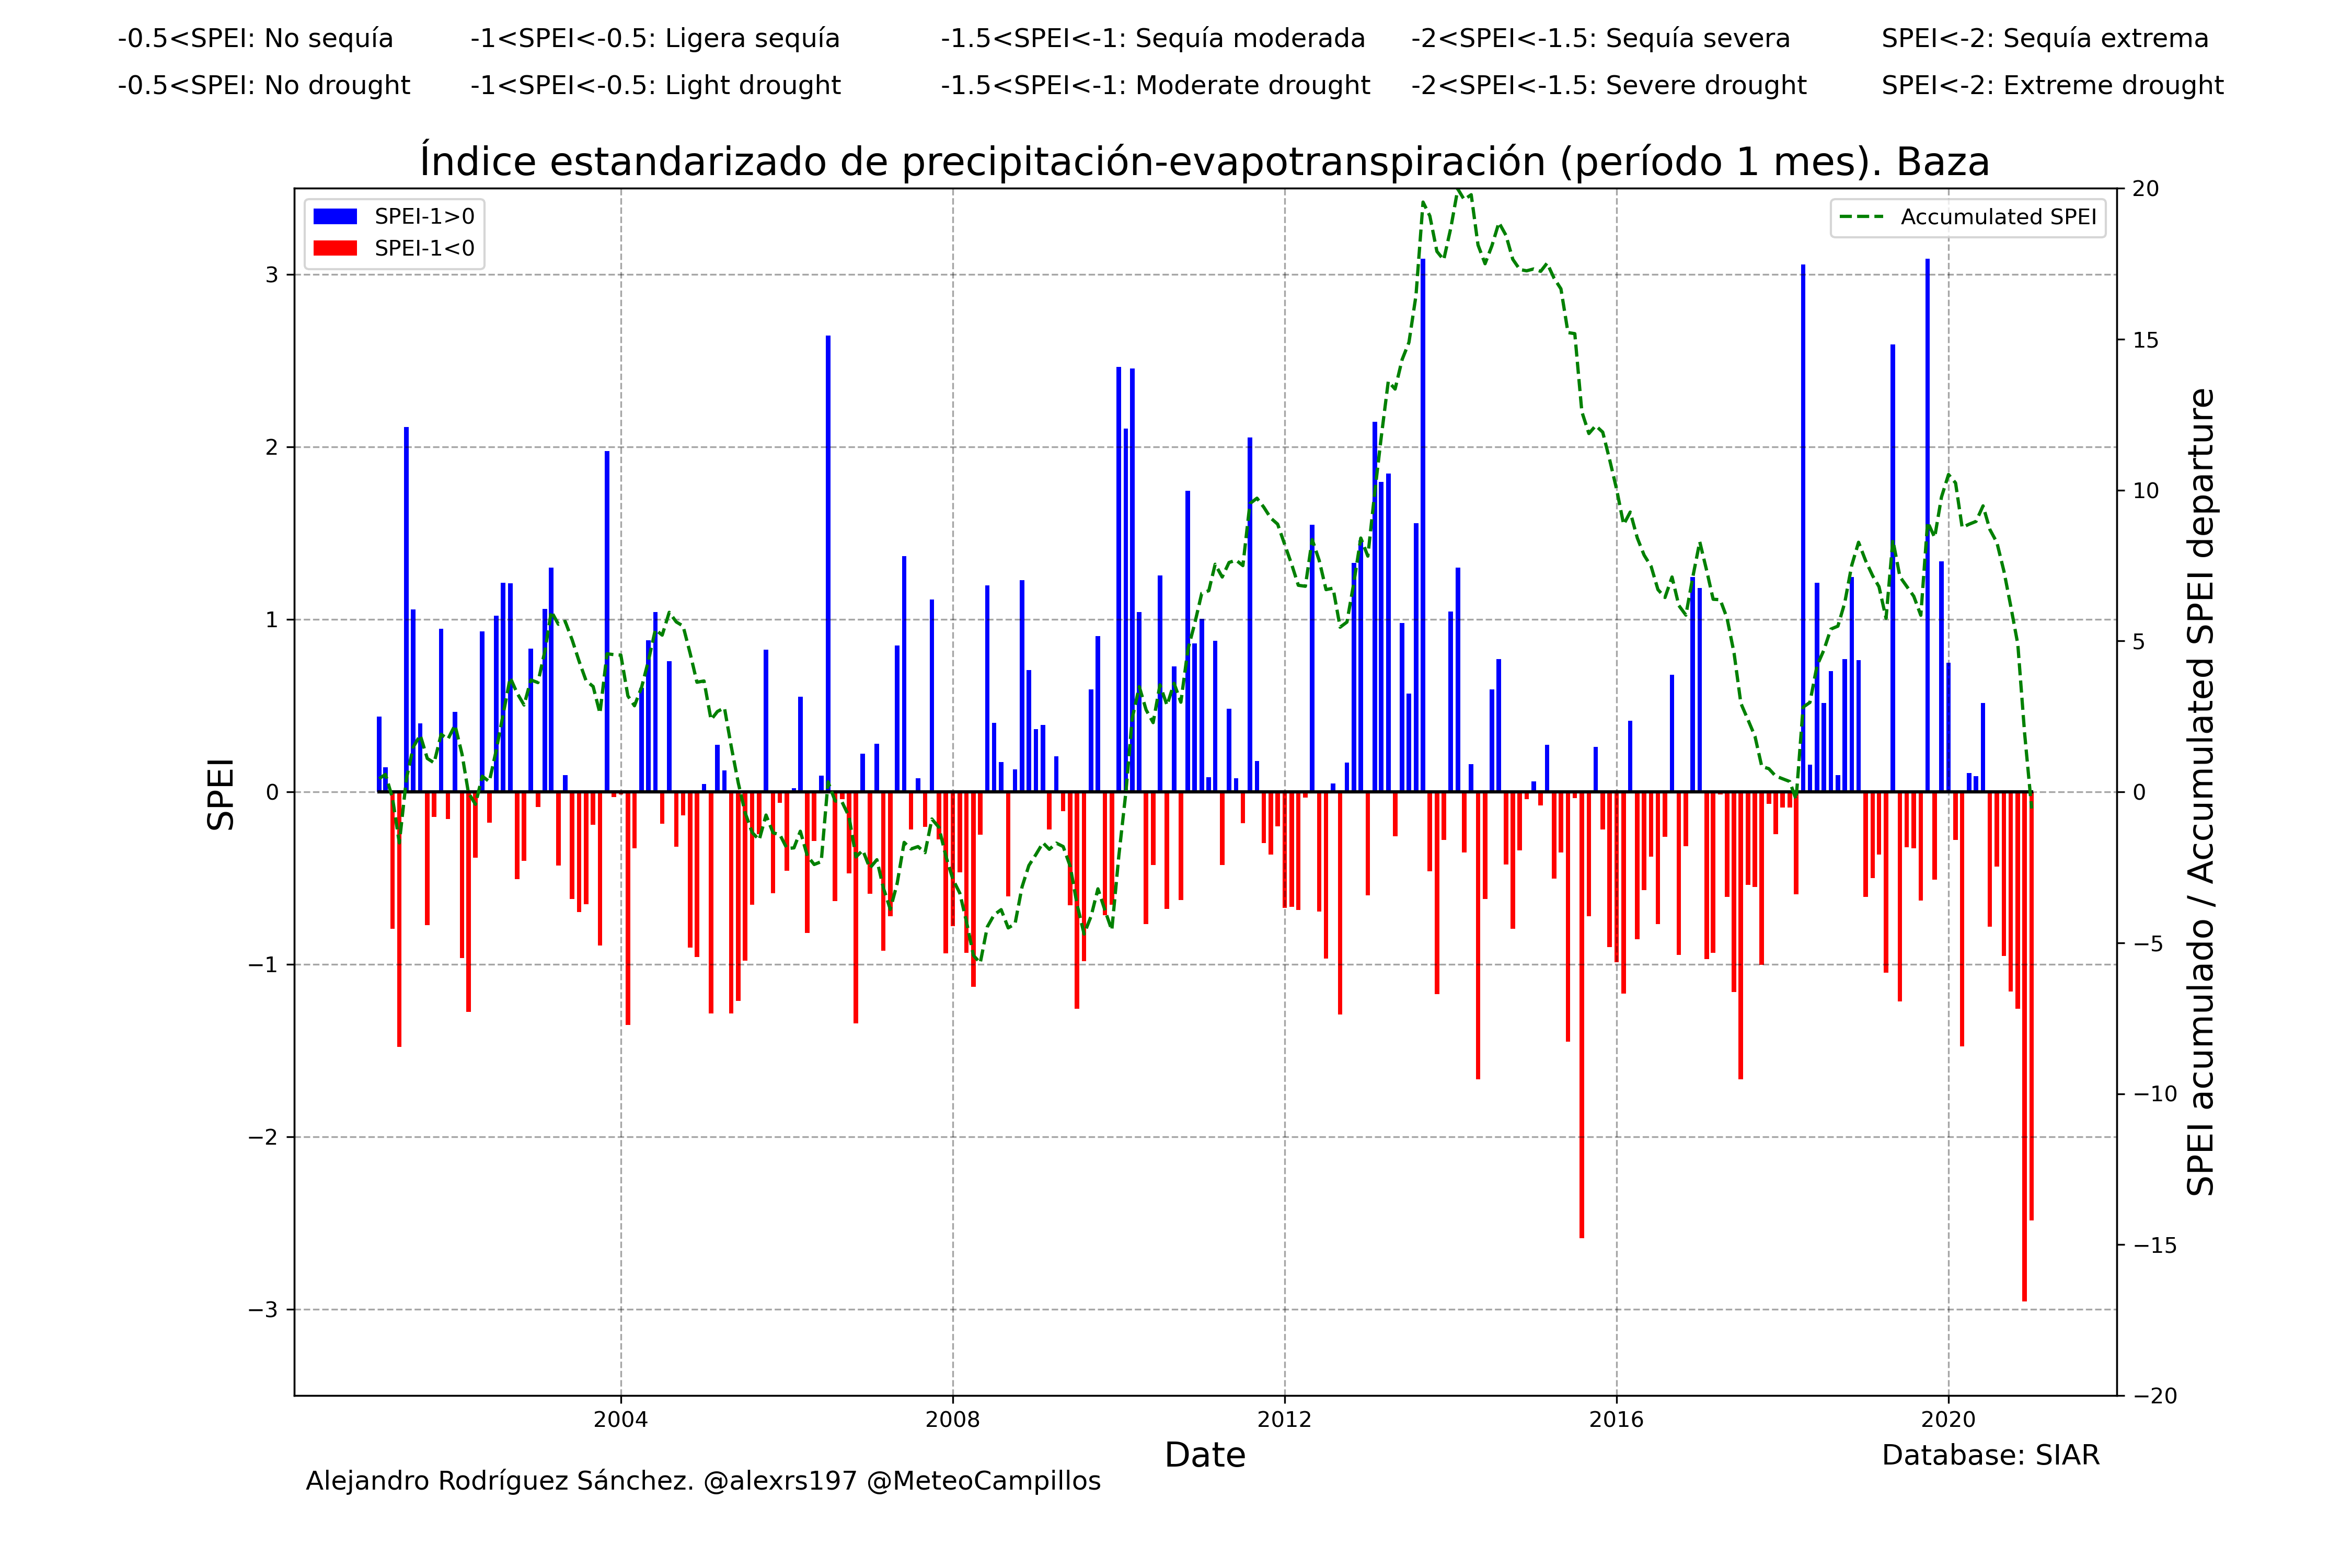 -0.5<SPEI: No sequía -1<SPEI<-0.5: Ligera sequía -1.5<SPEI<-1: Sequía moderada -2<SPEI<-1.5: Sequía severa SPEI<-2: Sequía extrema
-0.5<SPEI: No drought -1<SPEI<-0.5: Light drought -1.5<SPEI<-1: Moderate drought -2<SPEI<-1.5: Severe drought SPEI<-2: Extreme drought
Índice estandarizado de precipitación-evapotranspiración (período 1 mes). Baza
SPEI-1>0
SPEI-1<0
Accumulated SPEI
SPEI
3
2
1
0
−1
−2
−3
20
15
10
5
0
−5
−10
−15
−20
SPEI acumulado / Accumulated SPEI departure
2004 2008 2012 2016 2020
Date
Database: SIAR
Alejandro Rodríguez Sánchez. @alexrs197 @MeteoCampillos